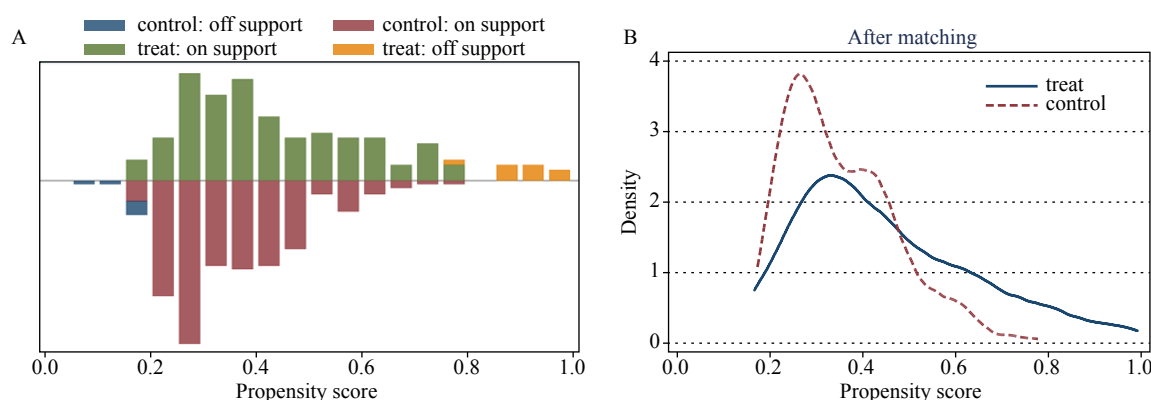 A
control: off support
control: on support
treat: on support
treat: off support
0.0 0.2 0.4 0.6 0.8 1.0
Propensity score
B
After matching
treat
control
4
3
2
1
0
Density
0.0 0.2 0.4 0.6 0.8 1.0
Propensity score